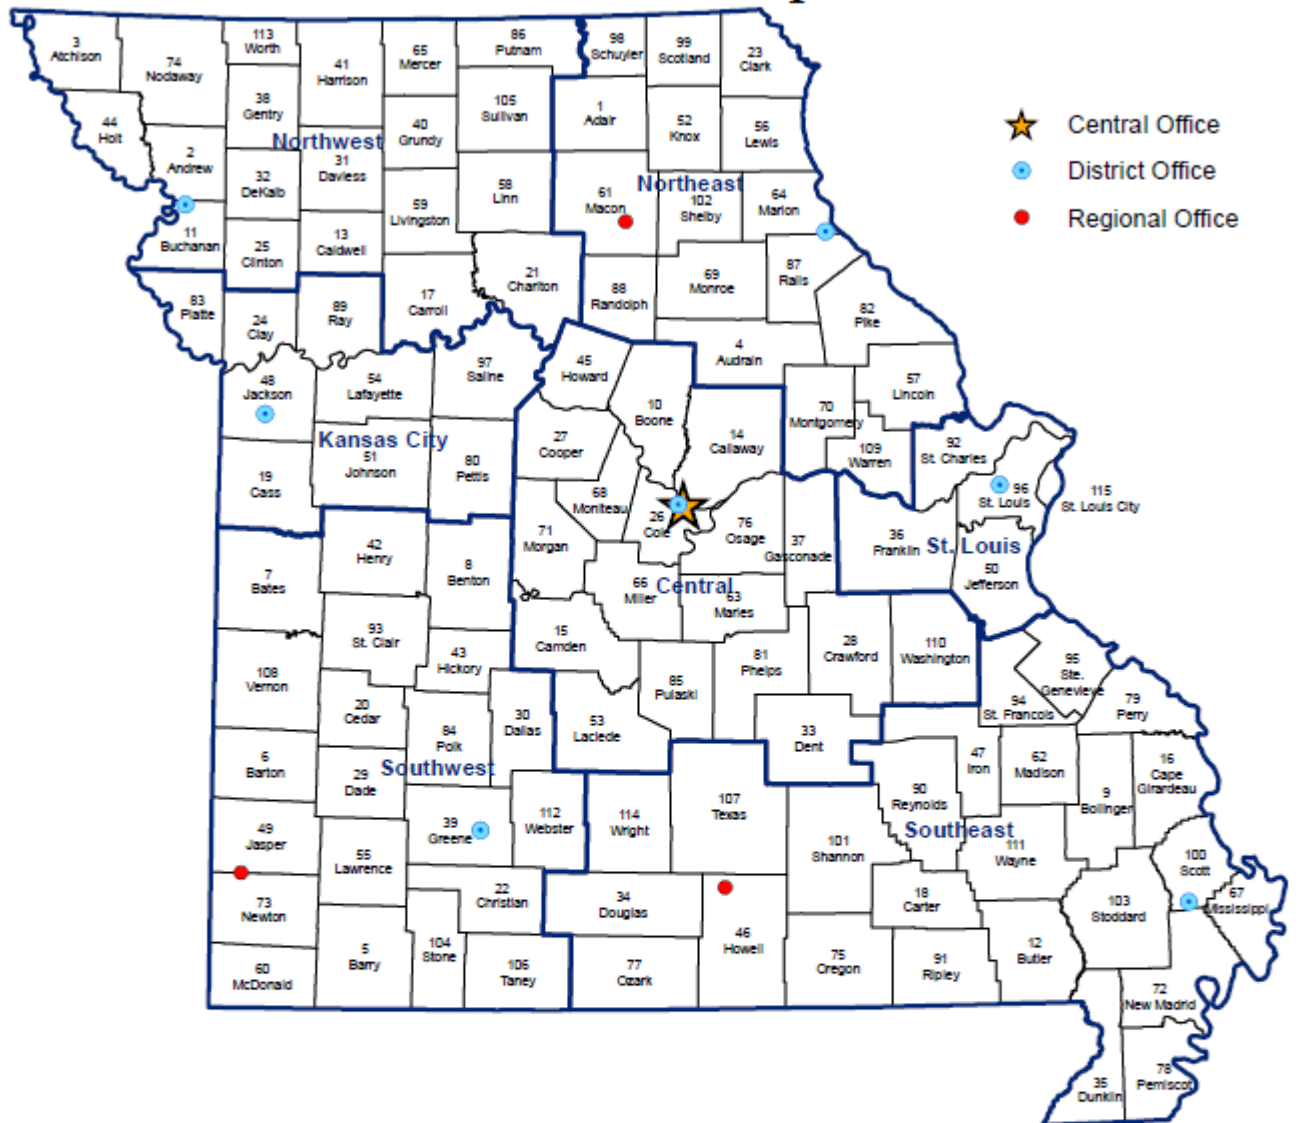 3
Atchison
74
Nodaway
113
Worth
41
Harrison
65
Mercer
86
Putnam
98
Schuyler
99
Scotland
23
Clark
44
Holt
38
Gentry
40
Grundy
105
Sullivan
1
Adair
52
Knox
56
Lewis
Central Office
District Office
Regional Office
Northwest
2
Andrew
32
DeKalb
31
Daviess
59
Livingston
58
Linn
61
Macon
Northeast
102
Shelby
64
Marion
11
Buchanan
25
Clinton
13
Caldwell
17
Carroll
21
Chariton
88
Randolph
69
Monroe
87
Ralls
82
Pike
83
Platte
24
Clay
89
Ray
4
Audrain
48
Jackson
54
Lafayette
97
Saline
45
Howard
10
Boone
14
Callaway
70
Montgomery
57
Lincoln
109
Warren
92
St. Charles
96
St. Louis
115
St. Louis City
Kansas City
19
Cass
51
Johnson
80
Pettis
27
Cooper
68
Moniteau
26
Cole
76
Osage
37
Gasconade
36
Franklin
St. Louis
50
Jefferson
7
Bates
42
Henry
8
Benton
71
Morgan
66
Miller
Central
63
Maries
15
Camden
93
St. Clair
43
Hickory
85
Pulaski
81
Phelps
28
Crawford
110
Washington
94
St. Francois
95
Ste.
Genevieve
79
Perry
108
Vernon
20
Cedar
84
Polk
30
Dallas
53
Laclede
33
Dent
47
Iron
62
Madison
9
Bollinger
16
Cape
Girardeau
6
Barton
29
Dade
Southwest
39
Greene
112
Webster
114
Wright
107
Texas
90
Reynolds
Southeast
101
Shannon
111
Wayne
100
Scott
67
Mississippi
49
Jasper
55
Lawrence
22
Christian
34
Douglas
46
Howell
18
Carter
103
Stoddard
73
Newton
5
Barry
104
Stone
106
Taney
77
Ozark
75
Oregon
91
Ripley
12
Butler
60
McDonald
72
New Madrid
35
Dunklin
78
Pemiscot